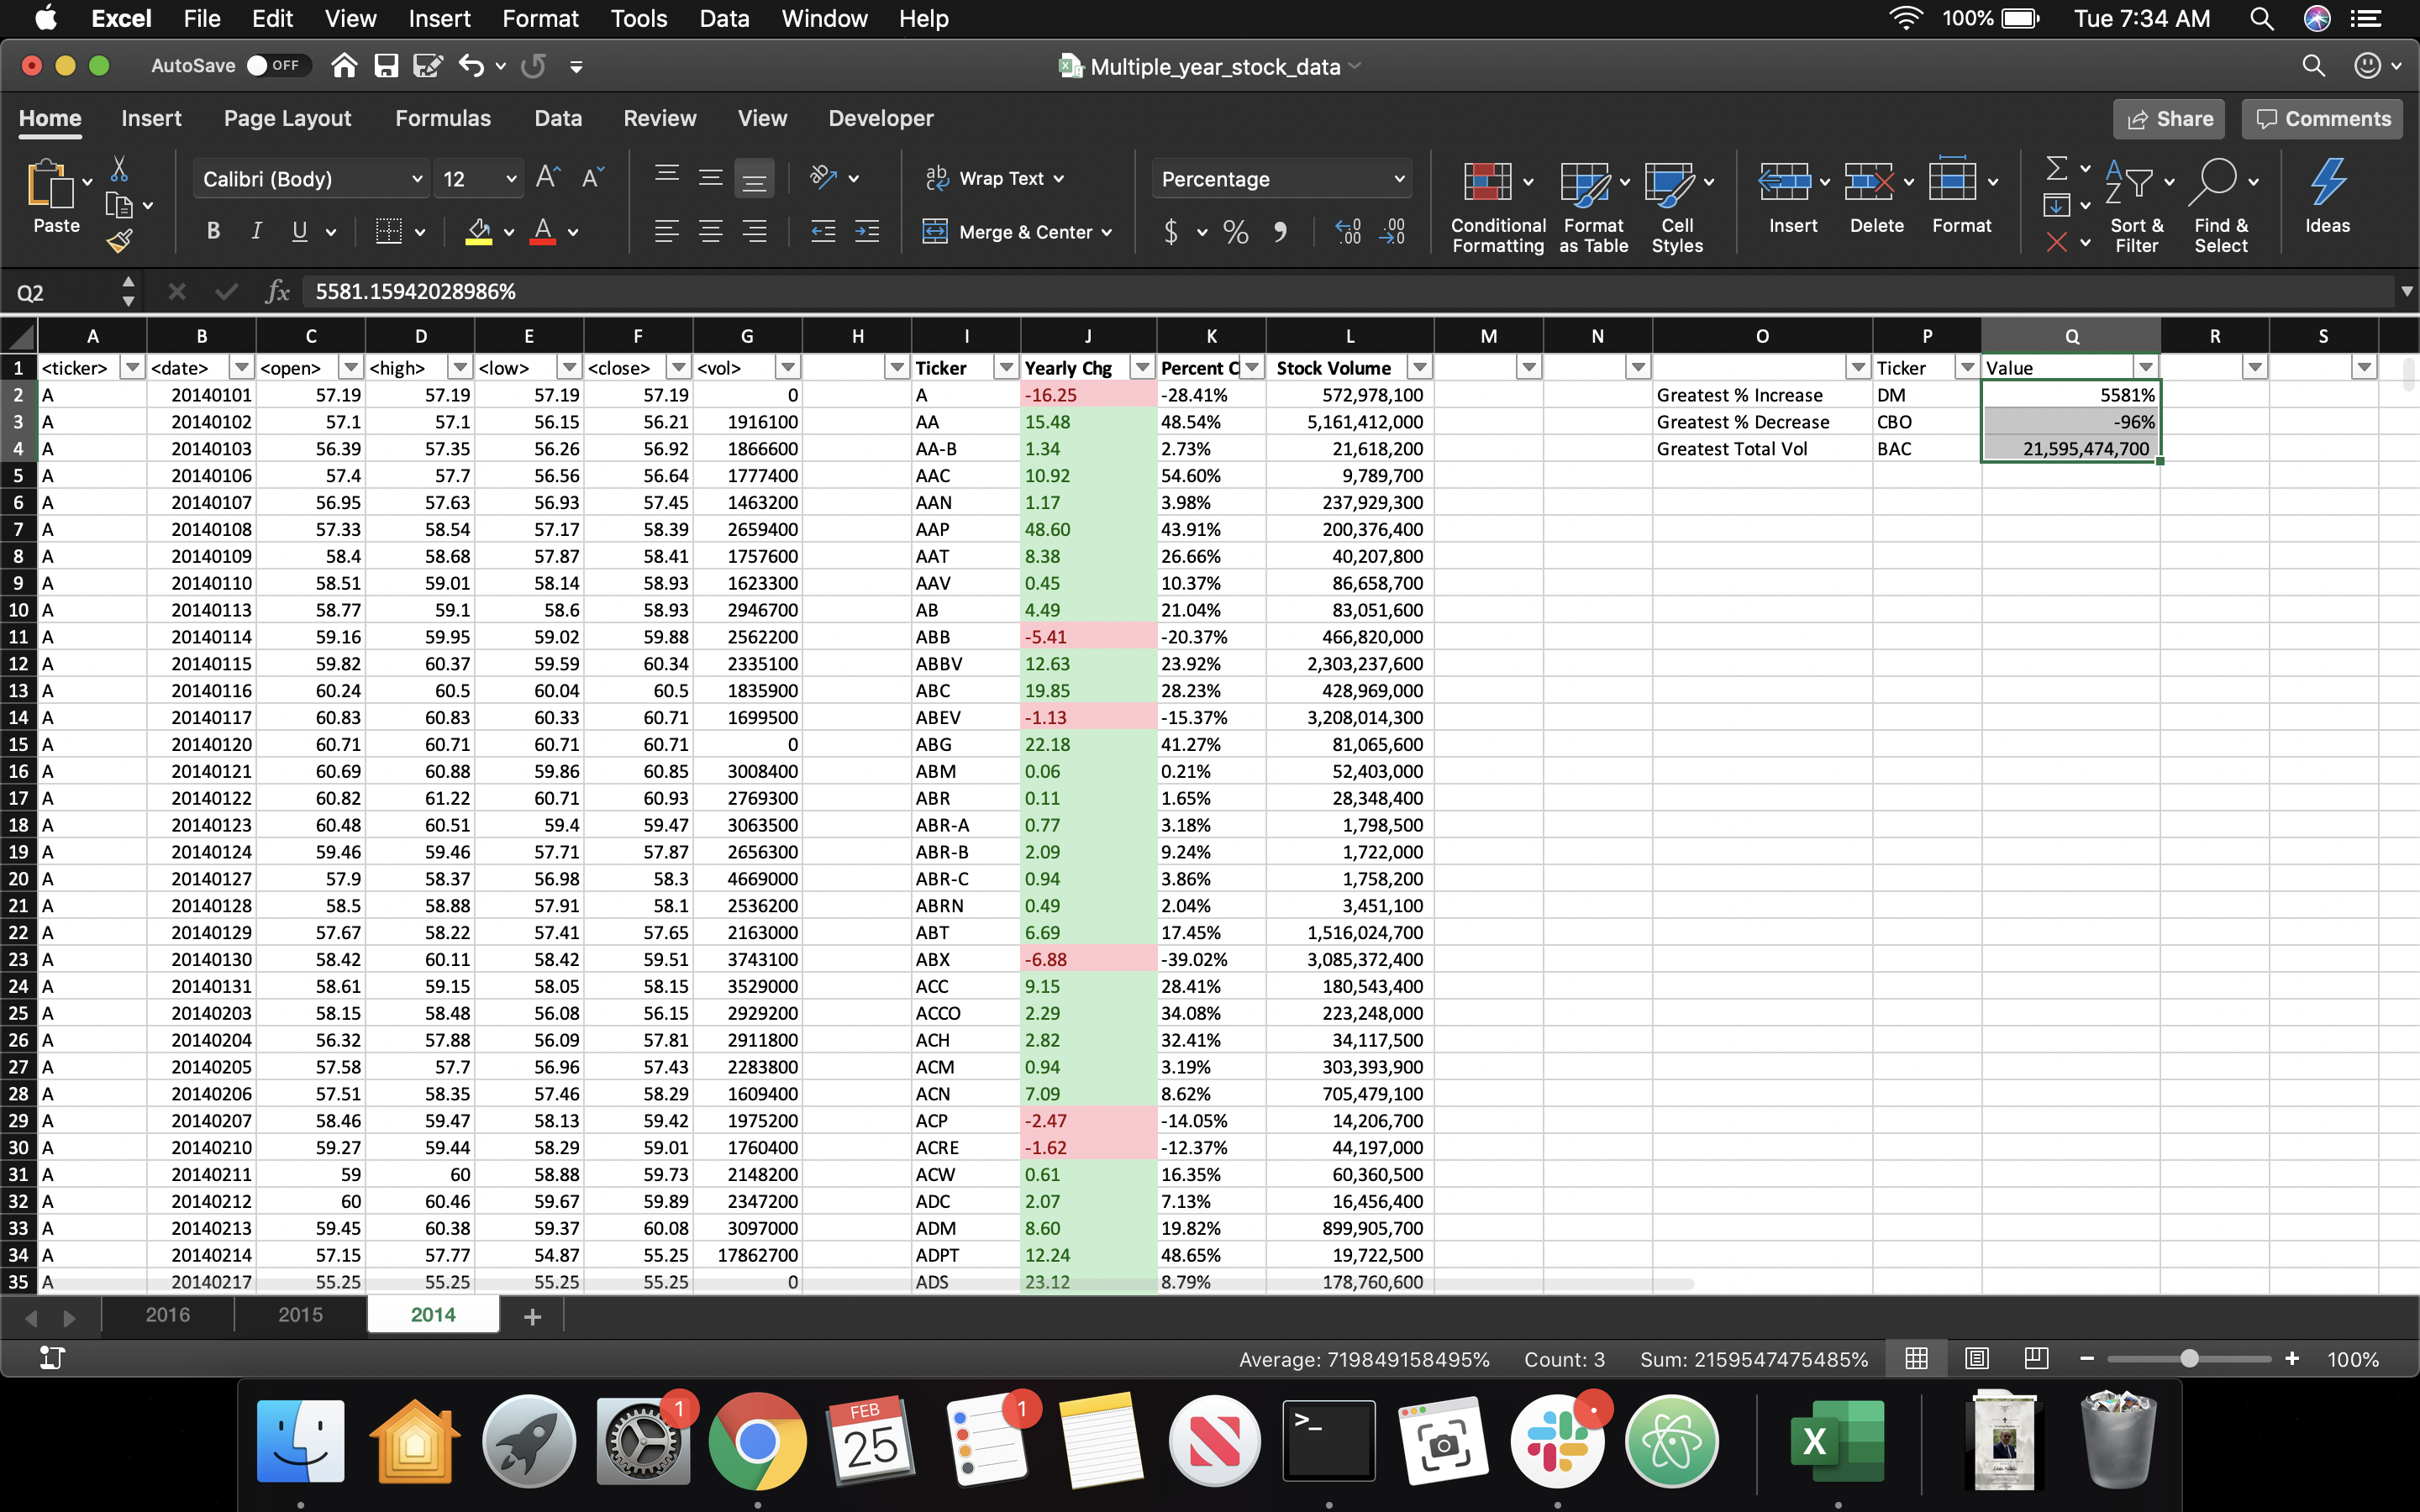 Excel File Edit View Insert Format Tools Data Window Help 100% Tue 7:34 AM
AutoSave OFF Multiple_year_stock_data
Home Insert Page Layout Formulas Data Review View Developer Share Comments
Paste Calibri (Body) 12 A A ab Wrap Text Percentage
B I U A Merge & Center $ % Conditional Formatting Format as Table Cell Styles Insert Delete Format Sort & Filter Find & Select Ideas
Q2 fx 5581.15942028986%
A B C D E F G H I J K L M N O P Q R S
1 <ticker> <date> <open> <high> <low> <close> <vol> Ticker Yearly Chg Percent C Stock Volume Ticker Value
2 A 20140101 57.19 57.19 57.19 57.19 0 A -16.25 -28.41% 572,978,100 Greatest % Increase DM 5581%
3 A 20140102 57.1 57.1 56.15 56.21 1916100 AA 15.48 48.54% 5,161,412,000 Greatest % Decrease CBO -96%
4 A 20140103 56.39 57.35 56.26 56.92 1866600 AA-B 1.34 2.73% 21,618,200 Greatest Total Vol BAC 21,595,474,700
5 A 20140106 57.4 57.7 56.56 56.64 1777400 AAC 10.92 54.60% 9,789,700
6 A 20140107 56.95 57.63 56.93 57.45 1463200 AAN 1.17 3.98% 237,929,300
7 A 20140108 57.33 58.54 57.17 58.39 2659400 AAP 48.60 43.91% 200,376,400
8 A 20140109 58.4 58.68 57.87 58.41 1757600 AAT 8.38 26.66% 40,207,800
9 A 20140110 58.51 59.01 58.14 58.93 1623300 AAV 0.45 10.37% 86,658,700
10 A 20140113 58.77 59.1 58.6 58.93 2946700 AB 4.49 21.04% 83,051,600
11 A 20140114 59.16 59.95 59.02 59.88 2562200 ABB -5.41 -20.37% 466,820,000
12 A 20140115 59.82 60.37 59.59 60.34 2335100 ABBV 12.63 23.92% 2,303,237,600
13 A 20140116 60.24 60.5 60.04 60.5 1835900 ABC 19.85 28.23% 428,969,000
14 A 20140117 60.83 60.83 60.33 60.71 1699500 ABEV -1.13 -15.37% 3,208,014,300
15 A 20140120 60.71 60.71 60.71 60.71 0 ABG 22.18 41.27% 81,065,600
16 A 20140121 60.69 60.88 59.86 60.85 3008400 ABM 0.06 0.21% 52,403,000
17 A 20140122 60.82 61.22 60.71 60.93 2769300 ABR 0.11 1.65% 28,348,400
18 A 20140123 60.48 60.51 59.4 59.47 3063500 ABR-A 0.77 3.18% 1,798,500
19 A 20140124 59.46 59.46 57.71 57.87 2656300 ABR-B 2.09 9.24% 1,722,000
20 A 20140127 57.9 58.37 56.98 58.3 4669000 ABR-C 0.94 3.86% 1,758,200
21 A 20140128 58.5 58.88 57.91 58.1 2536200 ABRN 0.49 2.04% 3,451,100
22 A 20140129 57.67 58.22 57.41 57.65 2163000 ABT 6.69 17.45% 1,516,024,700
23 A 20140130 58.42 60.11 58.42 59.51 3743100 ABX -6.88 -39.02% 3,085,372,400
24 A 20140131 58.61 59.15 58.05 58.15 3529000 ACC 9.15 28.41% 180,543,400
25 A 20140203 58.15 58.48 56.08 56.15 2929200 ACCO 2.29 34.08% 223,248,000
26 A 20140204 56.32 57.88 56.09 57.81 2911800 ACH 2.82 32.41% 34,117,500
27 A 20140205 57.58 57.7 56.96 57.43 2283800 ACM 0.94 3.19% 303,393,900
28 A 20140206 57.51 58.35 57.46 58.29 1609400 ACN 7.09 8.62% 705,479,100
29 A 20140207 58.46 59.47 58.13 59.42 1975200 ACP -2.47 -14.05% 14,206,700
30 A 20140210 59.27 59.44 58.29 59.01 1760400 ACRE -1.62 -12.37% 44,197,000
31 A 20140211 59 60 58.88 59.73 2148200 ACW 0.61 16.35% 60,360,500
32 A 20140212 60 60.46 59.67 59.89 2347200 ADC 2.07 7.13% 16,456,400
33 A 20140213 59.45 60.38 59.37 60.08 3097000 ADM 8.60 19.82% 899,905,700
34 A 20140214 57.15 57.77 54.87 55.25 17862700 ADPT 12.24 48.65% 19,722,500
35 A 20140217 55.25 55.25 55.25 55.25 0 ADS 23.12 8.79% 178,760,600
2016 2015 2014 +
Average: 719849158495% Count: 3 Sum: 2159547475485% 100%
1 FEB 25 1 >_ X